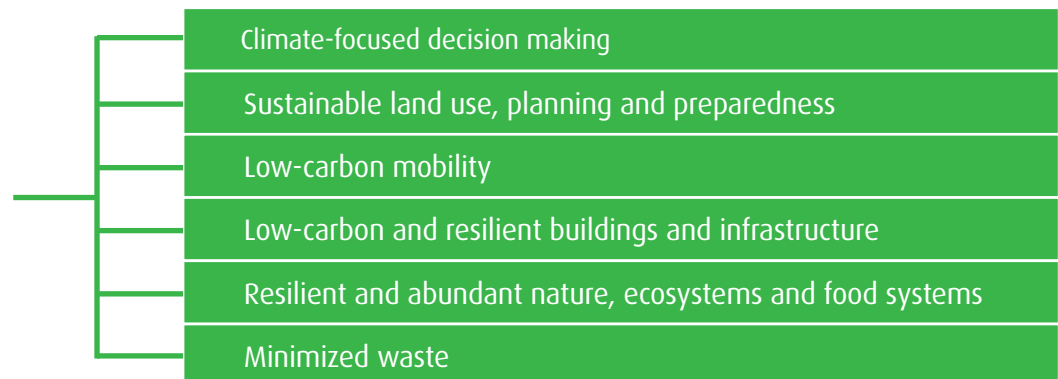 Climate-focused decision making
Sustainable land use, planning and preparedness
Low-carbon mobility
Low-carbon and resilient buildings and infrastructure
Resilient and abundant nature, ecosystems and food systems
Minimized waste